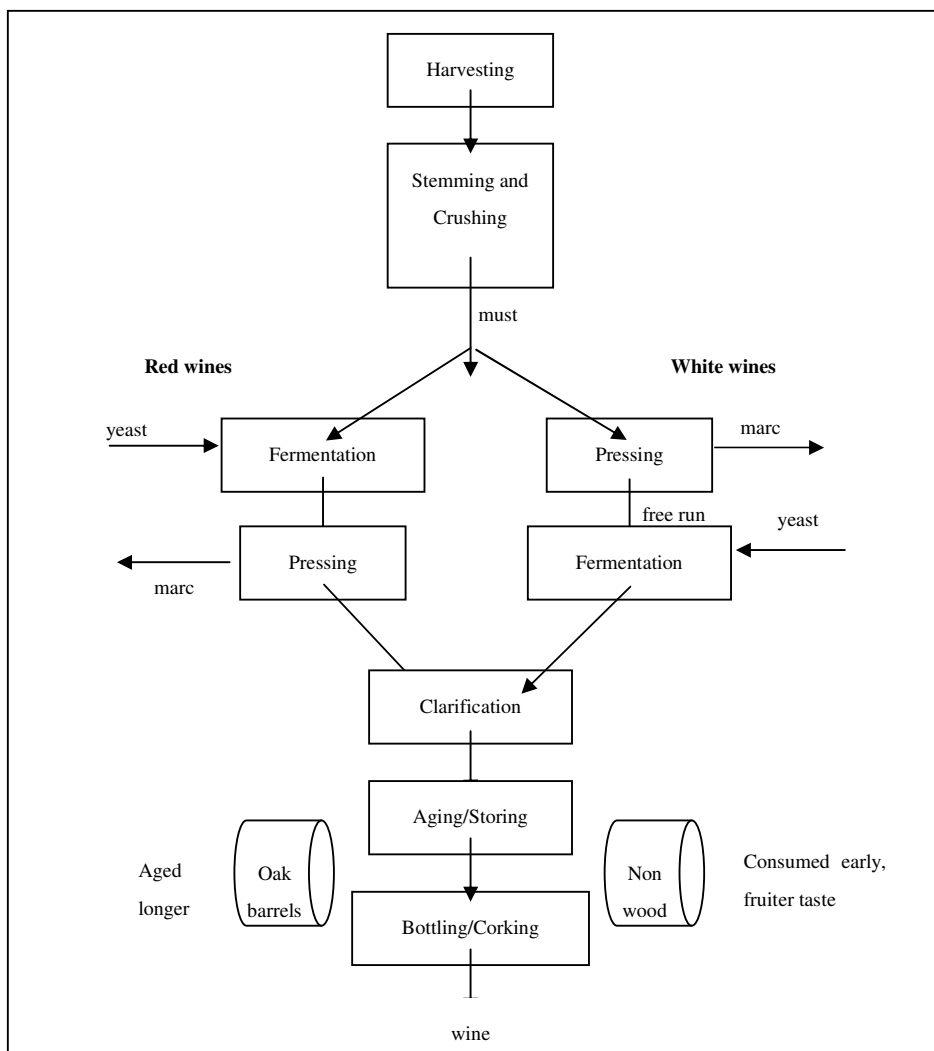 Harvesting
Stemming and
Crushing
must
Red wines
White wines
yeast
Fermentation
Pressing
marc
free run
yeast
Pressing
marc
Fermentation
Clarification
Aging/Storing
Aged
longer
Oak
barrels
Non
wood
Consumed early,
fruiter taste
Bottling/Corking
wine